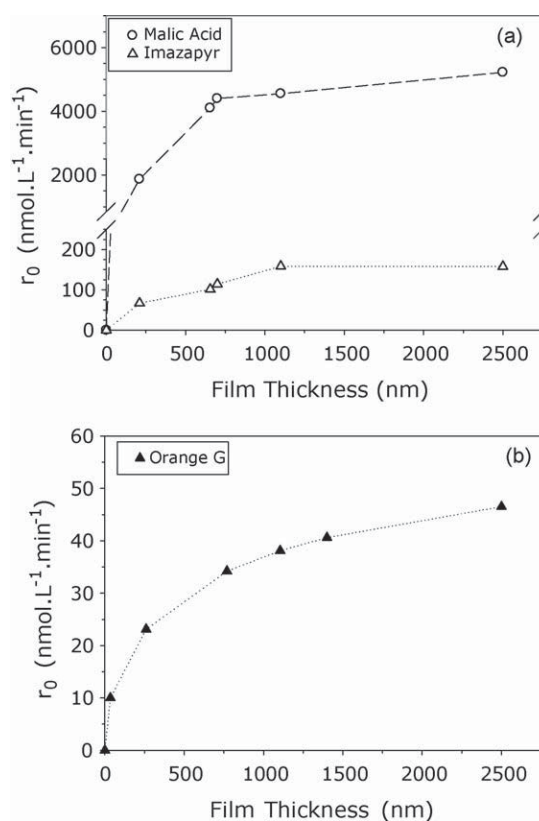 (a)
Malic Acid
Imazapyr
6000
4000
2000
200
100
0
r₀ (nmol.L⁻¹.min⁻¹)
0 500 1000 1500 2000 2500
Film Thickness (nm)
(b)
Orange G
60
50
40
30
20
10
0
r₀ (nmol.L⁻¹.min⁻¹)
0 500 1000 1500 2000 2500
Film Thickness (nm)